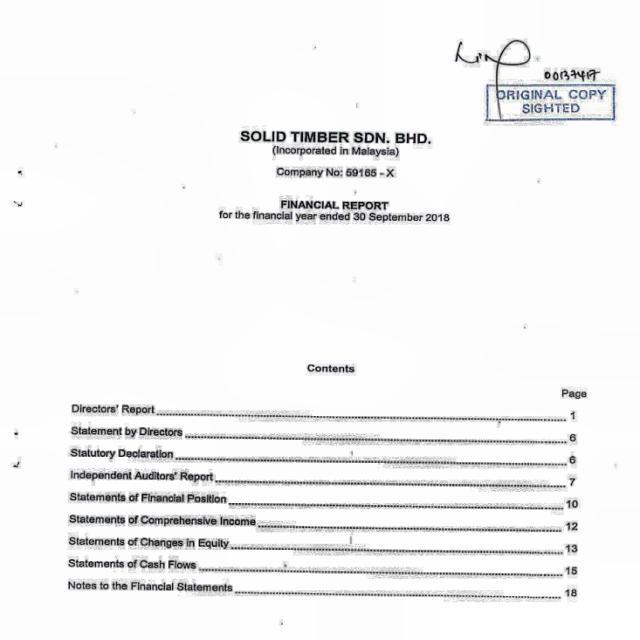 00137417
ORIGINAL COPY
SIGHTED
SOLID TIMBER SDN. BHD.
(Incorporated in Malaysia)
Company No: 59165 - X
FINANCIAL REPORT
for the financial year ended 30 September 2018
Contents
Page
Directors' Report 1
Statement by Directors 6
Statutory Declaration 6
Independent Auditors' Report 7
Statements of Financial Position 10
Statements of Comprehensive Income 12
Statements of Changes in Equity 13
Statements of Cash Flows 15
Notes to the Financial Statements 18